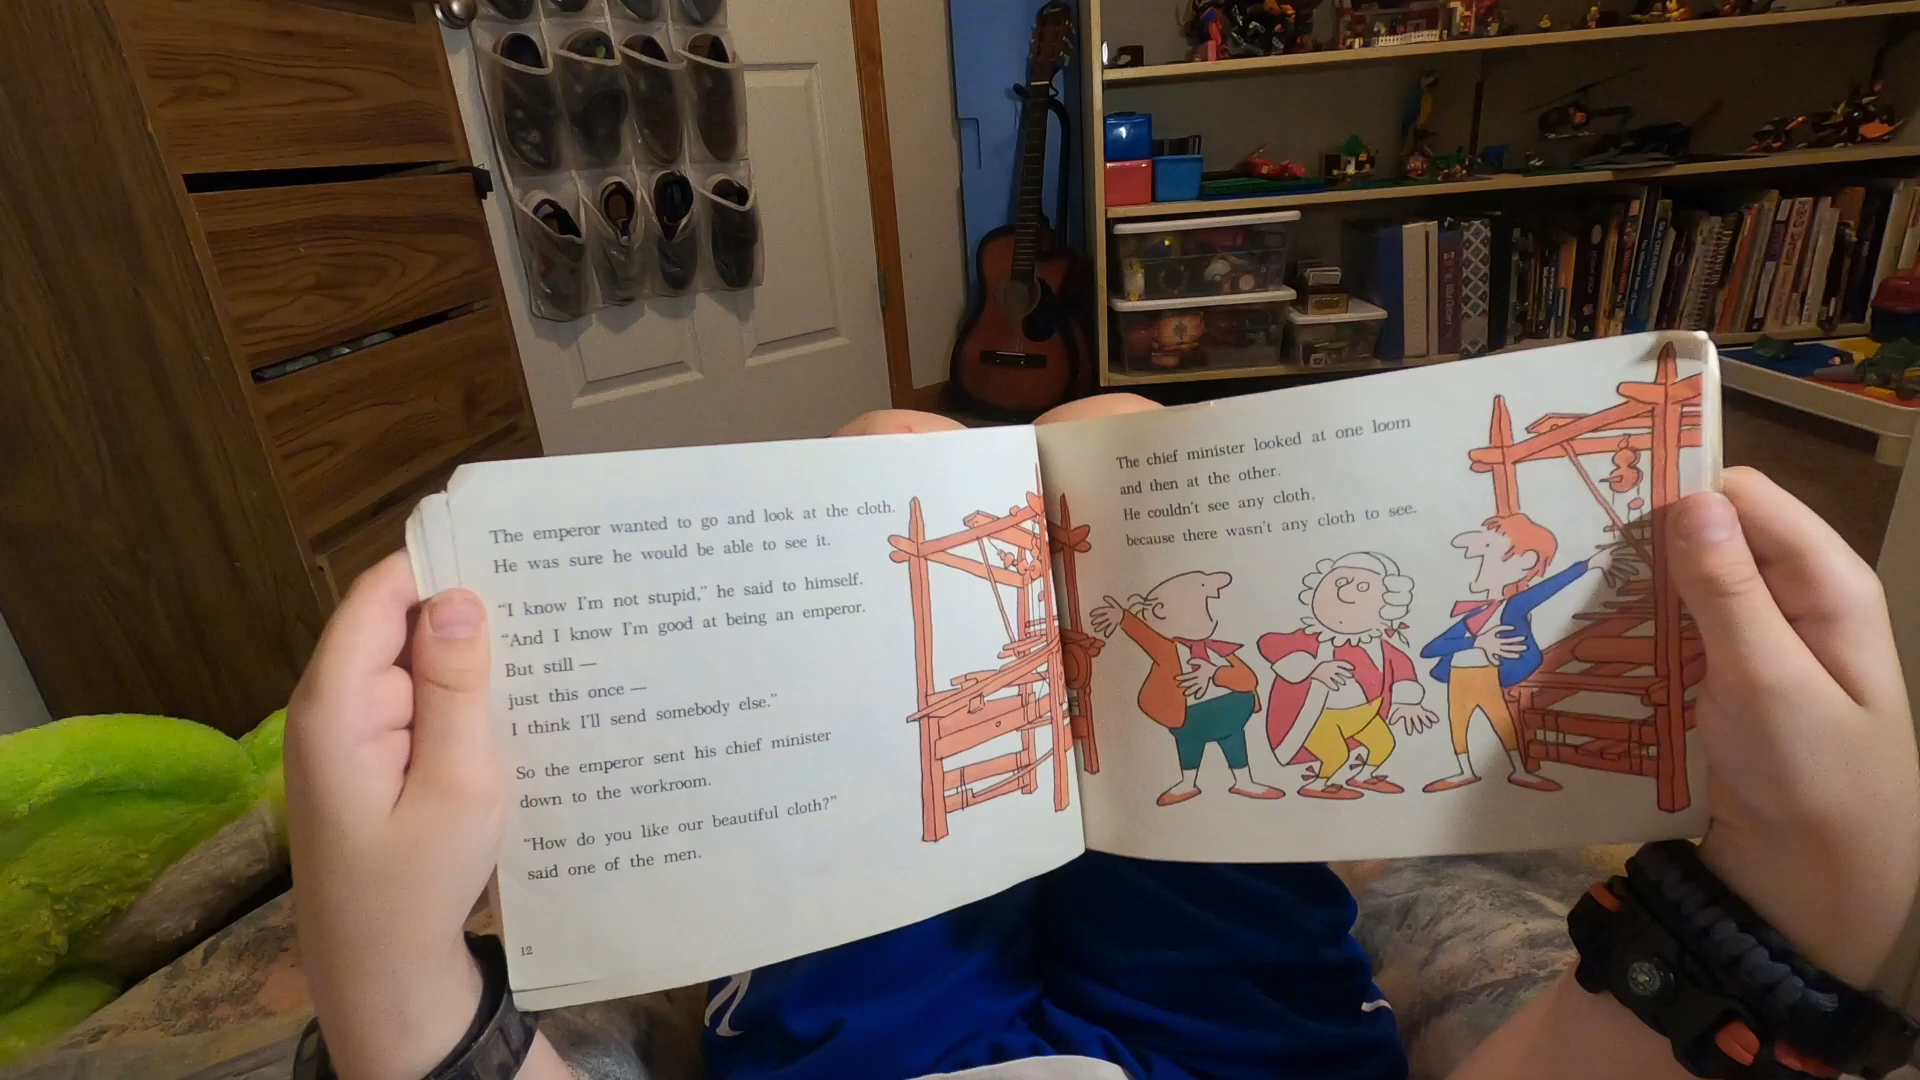 The emperor wanted to go and look at the cloth.
He was sure he would be able to see it.
"I know I'm not stupid," he said to himself.
"And I know I'm good at being an emperor.
But still —
just this once —
I think I'll send somebody else."
So the emperor sent his chief minister
down to the workroom.
"How do you like our beautiful cloth?"
said one of the men.
12
The chief minister looked at one loom
and then at the other.
He couldn't see any cloth,
because there wasn't any cloth to see.